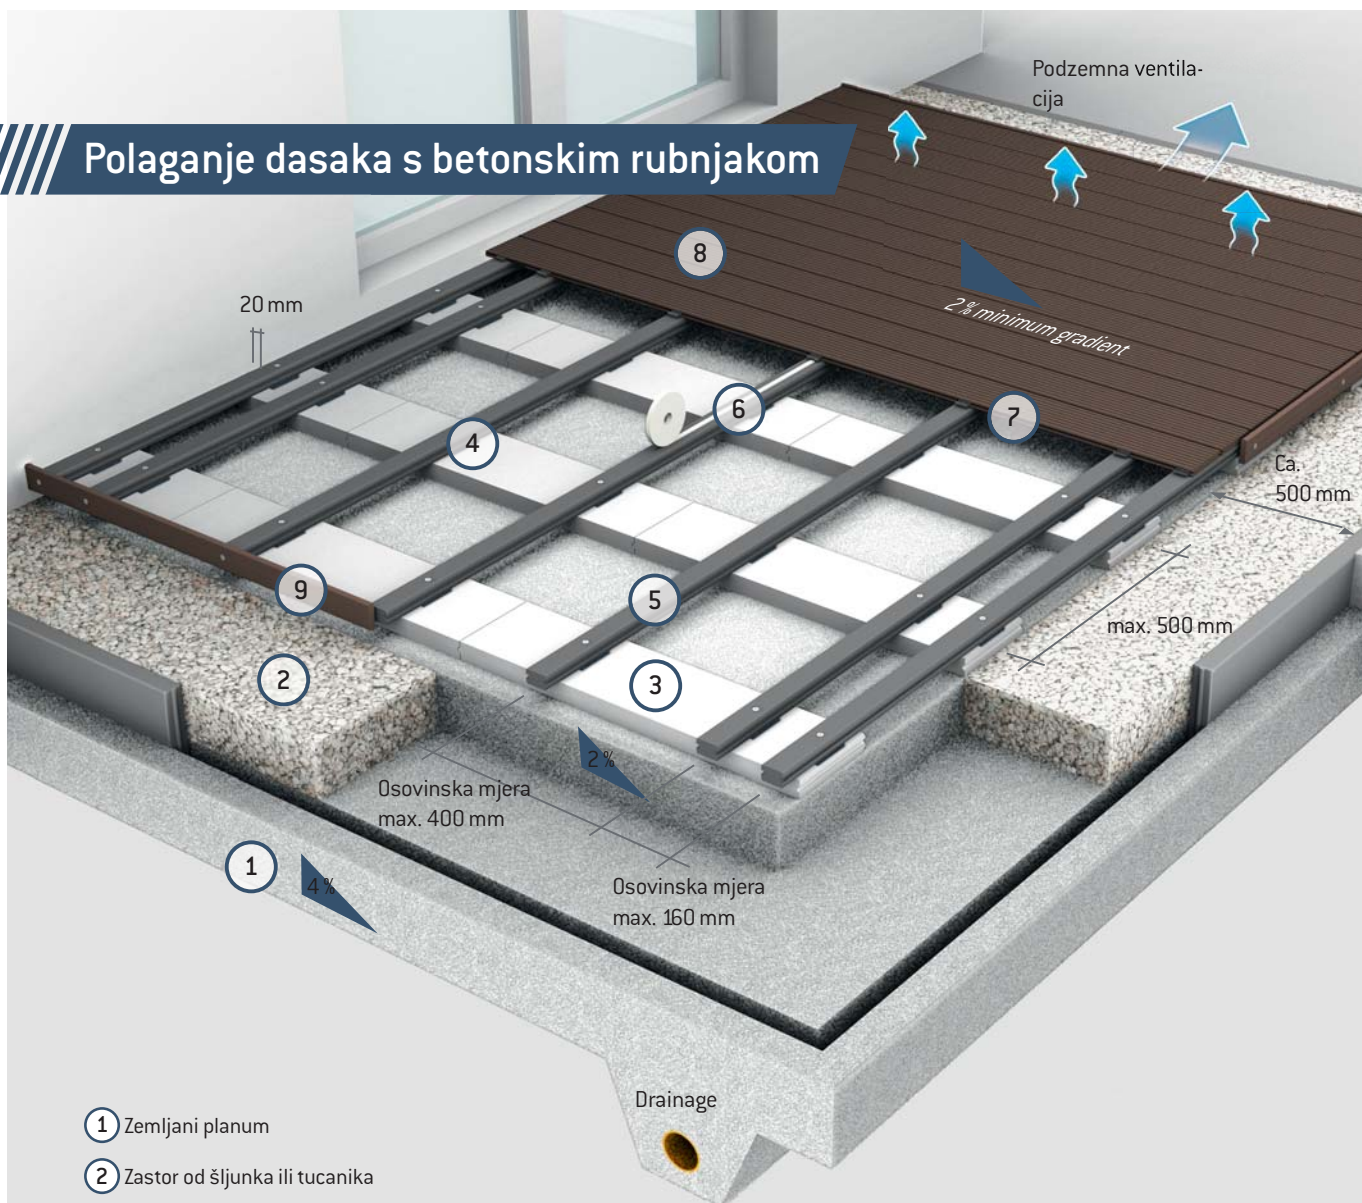 Podzemna ventila-
cija
Polaganje dasaka s betonskim rubnjakom
8
2 % minimum gradient
20 mm
6
7
4
Ca.
500 mm
9
5
max. 500 mm
2
3
2 %
Osovinska mjera
max. 400 mm
1
4 %
Osovinska mjera
max. 160 mm
Drainage
1 Zemljani planum
2 Zastor od šljunka ili tucanika